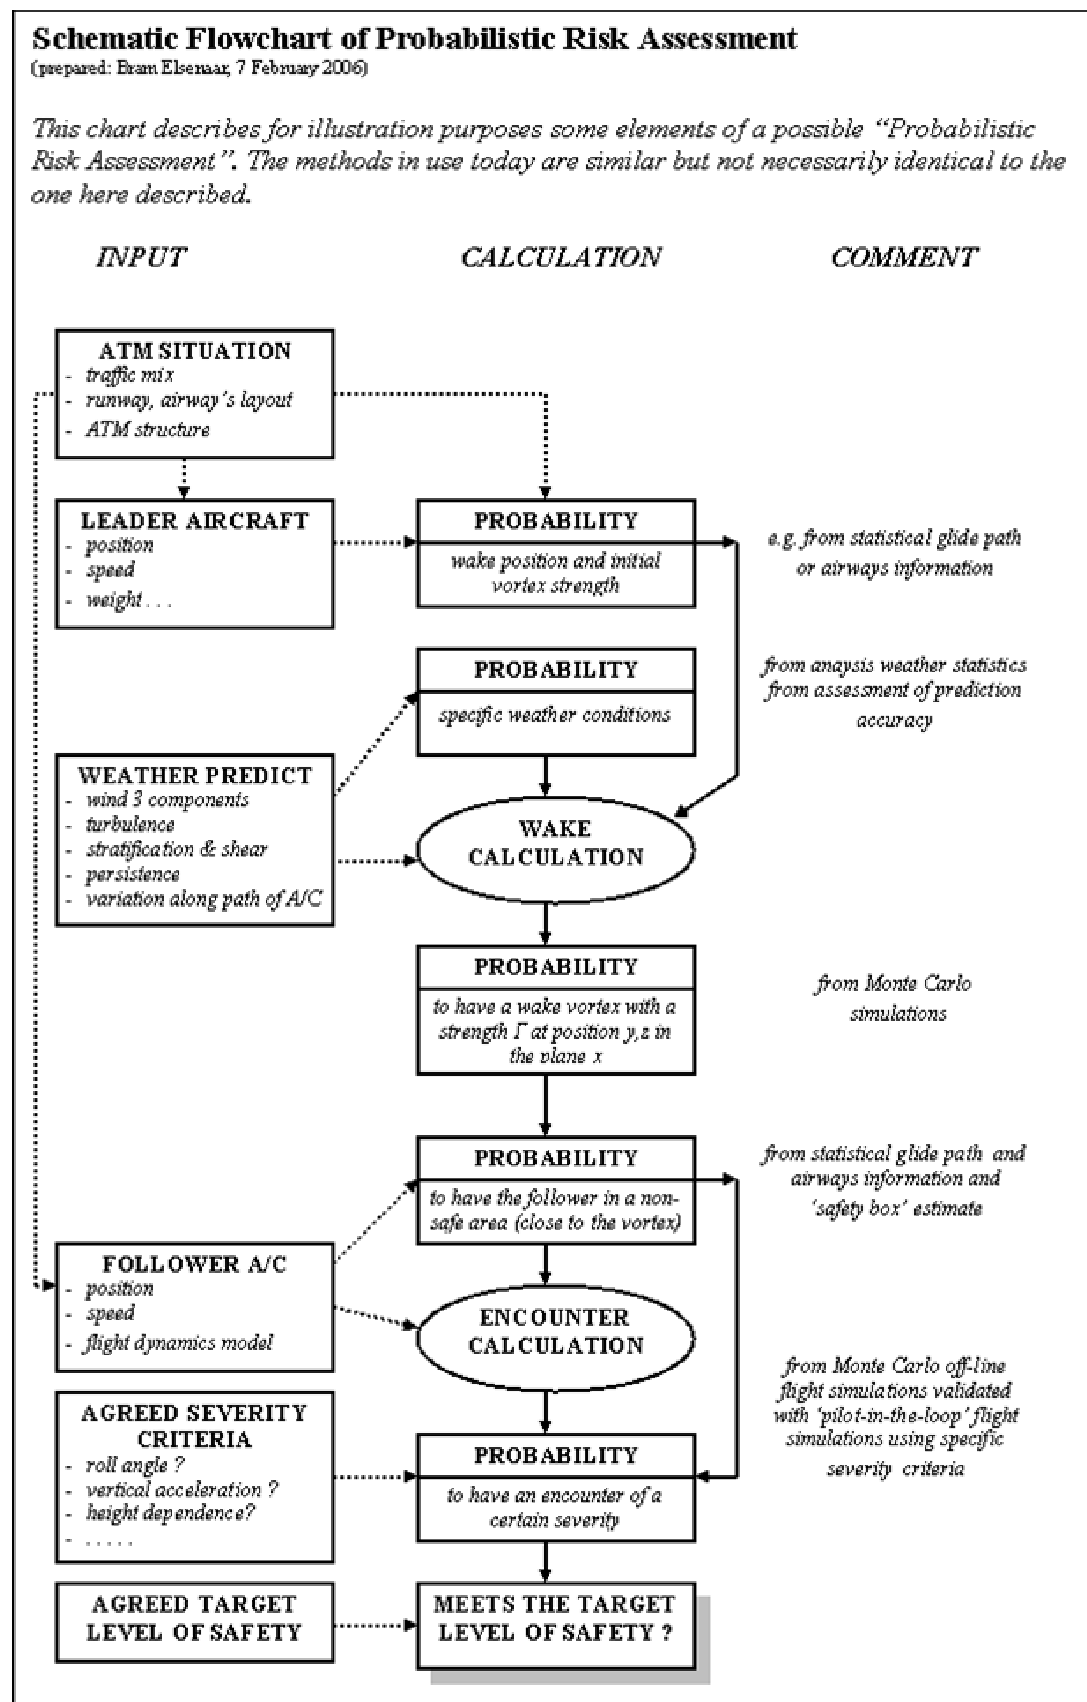 Schematic Flowchart of Probabilistic Risk Assessment
(prepared: Bram Elsenaar, 7 February 2006)
This chart describes for illustration purposes some elements of a possible “Probabilistic
Risk Assessment”. The methods in use today are similar but not necessarily identical to the
one here described.
INPUT
CALCULATION
COMMENT
ATM SITUATION
- traffic mix
- runway, airway’s layout
- ATM structure
LEADER AIRCRAFT
- position
- speed
- weight . . .
PROBABILITY
wake position and initial
vortex strength
e.g. from statistical glide path
or airways information
PROBABILITY
specific weather conditions
from anaysis weather statistics
from assessment of prediction
accuracy
WEATHER PREDICT
- wind 3 components
- turbulence
- stratification & shear
- persistence
- variation along path of A/C
WAKE
CALCULATION
PROBABILITY
to have a wake vortex with a
strength Γ at position y,z in
the plane x
from Monte Carlo
simulations
PROBABILITY
to have the follower in a non-
safe area (close to the vortex)
from statistical glide path and
airways information and
‘safety box’ estimate
FOLLOWER A/C
- position
- speed
- flight dynamics model
ENCOUNTER
CALCULATION
AGREED SEVERITY
CRITERIA
- roll angle ?
- vertical acceleration ?
- height dependence?
- . . . . .
PROBABILITY
to have an encounter of a
certain severity
from Monte Carlo off-line
flight simulations validated
with ‘pilot-in-the-loop’ flight
simulations using specific
severity criteria
AGREED TARGET
LEVEL OF SAFETY
MEETS THE TARGET
LEVEL OF SAFETY ?